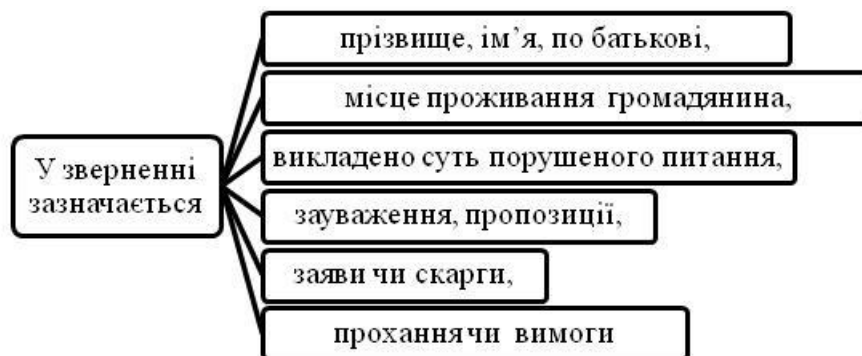 У зверненні
зазначається
прізвище, ім’я, по батькові,
місце проживання громадянина,
викладено суть порушеного питання,
зауваження, пропозиції,
заяви чи скарги,
прохання чи вимоги